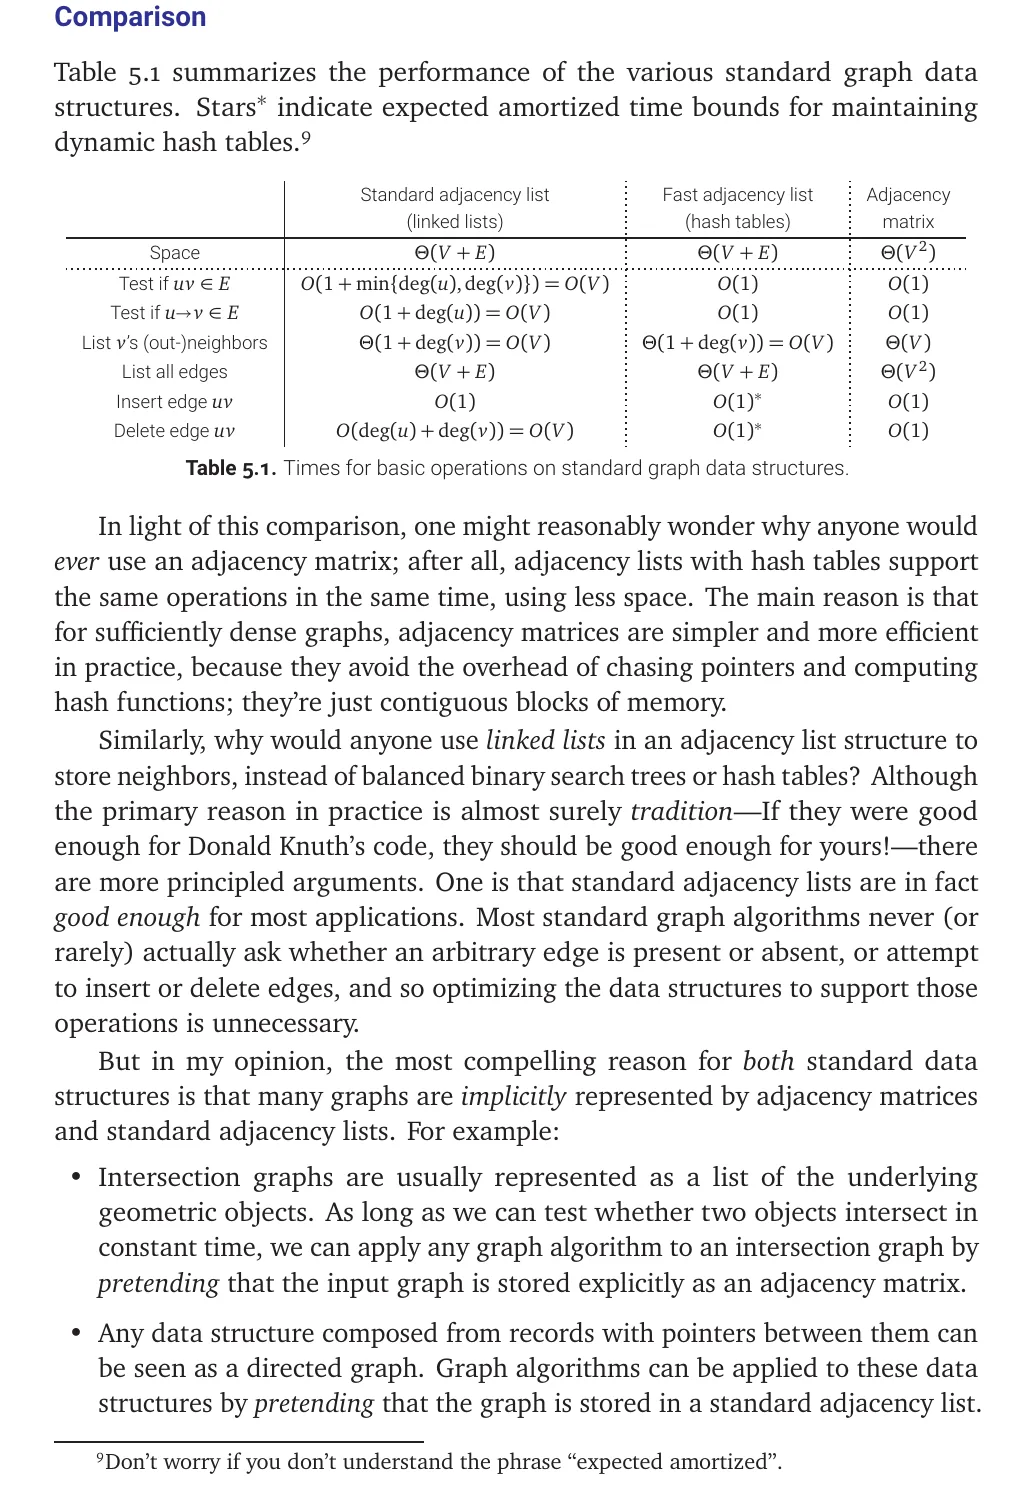 Comparison
Table 5.1 summarizes the performance of the various standard graph data
structures. Stars* indicate expected amortized time bounds for maintaining
dynamic hash tables.⁹
Standard adjacency list Fast adjacency list Adjacency
(linked lists) (hash tables) matrix
Space Θ(V + E) Θ(V + E) Θ(V²)
Test if uv ∈ E O(1 + min{deg(u), deg(v)}) = O(V) O(1) O(1)
Test if u→v ∈ E O(1 + deg(u)) = O(V) O(1) O(1)
List v’s (out-)neighbors Θ(1 + deg(v)) = O(V) Θ(1 + deg(v)) = O(V) Θ(V)
List all edges Θ(V + E) Θ(V + E) Θ(V²)
Insert edge uv O(1) O(1)* O(1)
Delete edge uv O(deg(u) + deg(v)) = O(V) O(1)* O(1)
Table 5.1. Times for basic operations on standard graph data structures.
In light of this comparison, one might reasonably wonder why anyone would
ever use an adjacency matrix; after all, adjacency lists with hash tables support
the same operations in the same time, using less space. The main reason is that
for sufficiently dense graphs, adjacency matrices are simpler and more efficient
in practice, because they avoid the overhead of chasing pointers and computing
hash functions; they’re just contiguous blocks of memory.
Similarly, why would anyone use linked lists in an adjacency list structure to
store neighbors, instead of balanced binary search trees or hash tables? Although
the primary reason in practice is almost surely tradition—If they were good
enough for Donald Knuth’s code, they should be good enough for yours!—there
are more principled arguments. One is that standard adjacency lists are in fact
good enough for most applications. Most standard graph algorithms never (or
rarely) actually ask whether an arbitrary edge is present or absent, or attempt
to insert or delete edges, and so optimizing the data structures to support those
operations is unnecessary.
But in my opinion, the most compelling reason for both standard data
structures is that many graphs are implicitly represented by adjacency matrices
and standard adjacency lists. For example:
• Intersection graphs are usually represented as a list of the underlying
geometric objects. As long as we can test whether two objects intersect in
constant time, we can apply any graph algorithm to an intersection graph by
pretending that the input graph is stored explicitly as an adjacency matrix.
• Any data structure composed from records with pointers between them can
be seen as a directed graph. Graph algorithms can be applied to these data
structures by pretending that the graph is stored in a standard adjacency list.
⁹Don’t worry if you don’t understand the phrase “expected amortized”.